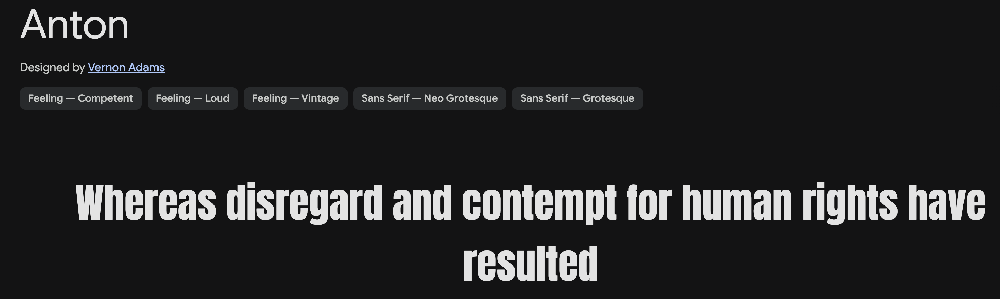 Anton
Designed by Vernon Adams
Feeling — Competent Feeling — Loud Feeling — Vintage Sans Serif — Neo Grotesque Sans Serif — Grotesque
Whereas disregard and contempt for human rights have
resulted